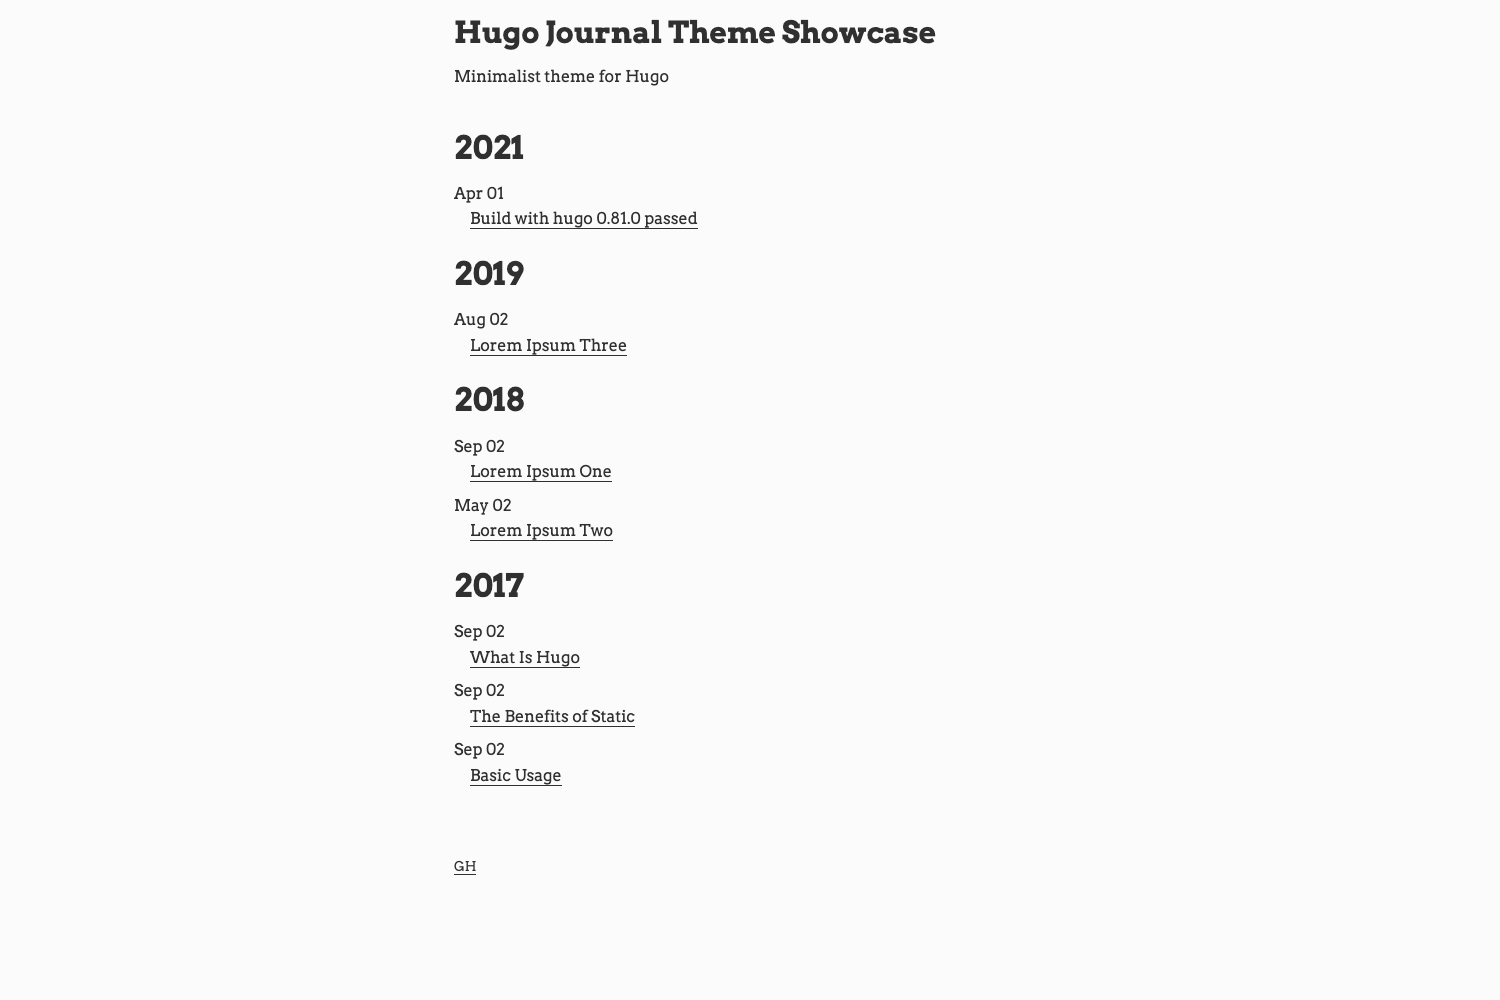 Hugo Journal Theme Showcase
Minimalist theme for Hugo
2021
Apr 01
Build with hugo 0.81.0 passed
2019
Aug 02
Lorem Ipsum Three
2018
Sep 02
Lorem Ipsum One
May 02
Lorem Ipsum Two
2017
Sep 02
What Is Hugo
Sep 02
The Benefits of Static
Sep 02
Basic Usage
GH